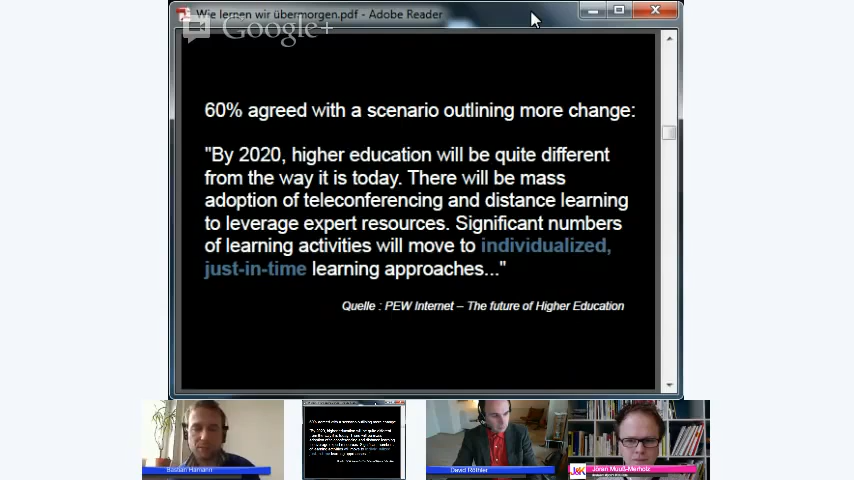 Wie lernen wir übermorgen.pdf - Adobe Reader
Google+
60% agreed with a scenario outlining more change:
"By 2020, higher education will be quite different
from the way it is today. There will be mass
adoption of teleconferencing and distance learning
to leverage expert resources. Significant numbers
of learning activities will move to individualized,
just-in-time learning approaches..."
Quelle : PEW Internet – The future of Higher Education
Bastian Hamann
David Röthler
J&K
Jöran Muuß-Merholz